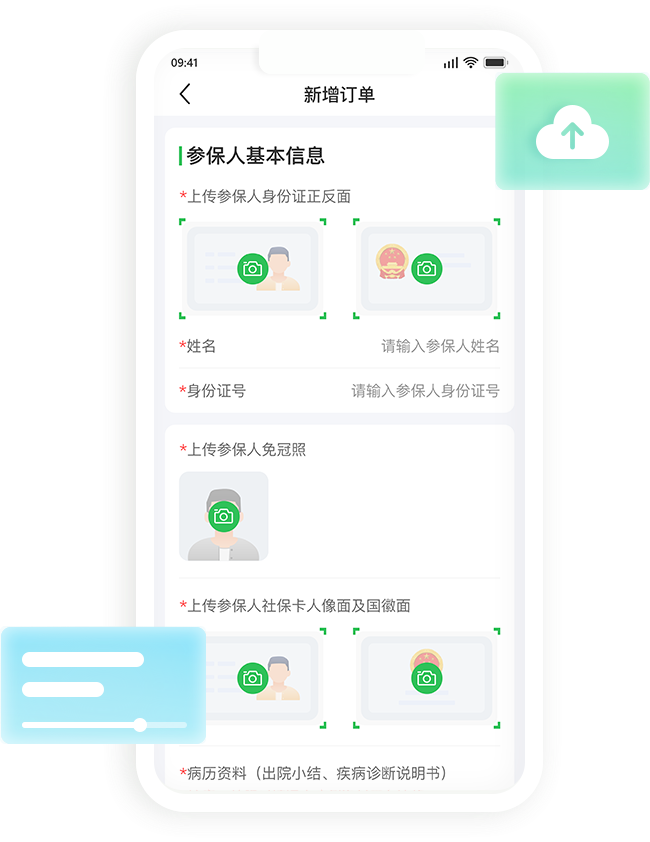 09:41
新增订单
参保人基本信息
*上传参保人身份证正反面
*姓名 请输入参保人姓名
*身份证号 请输入参保人身份证号
*上传参保人免冠照
*上传参保人社保卡人像面及国徽面
*病历资料（出院小结、疾病诊断说明书）